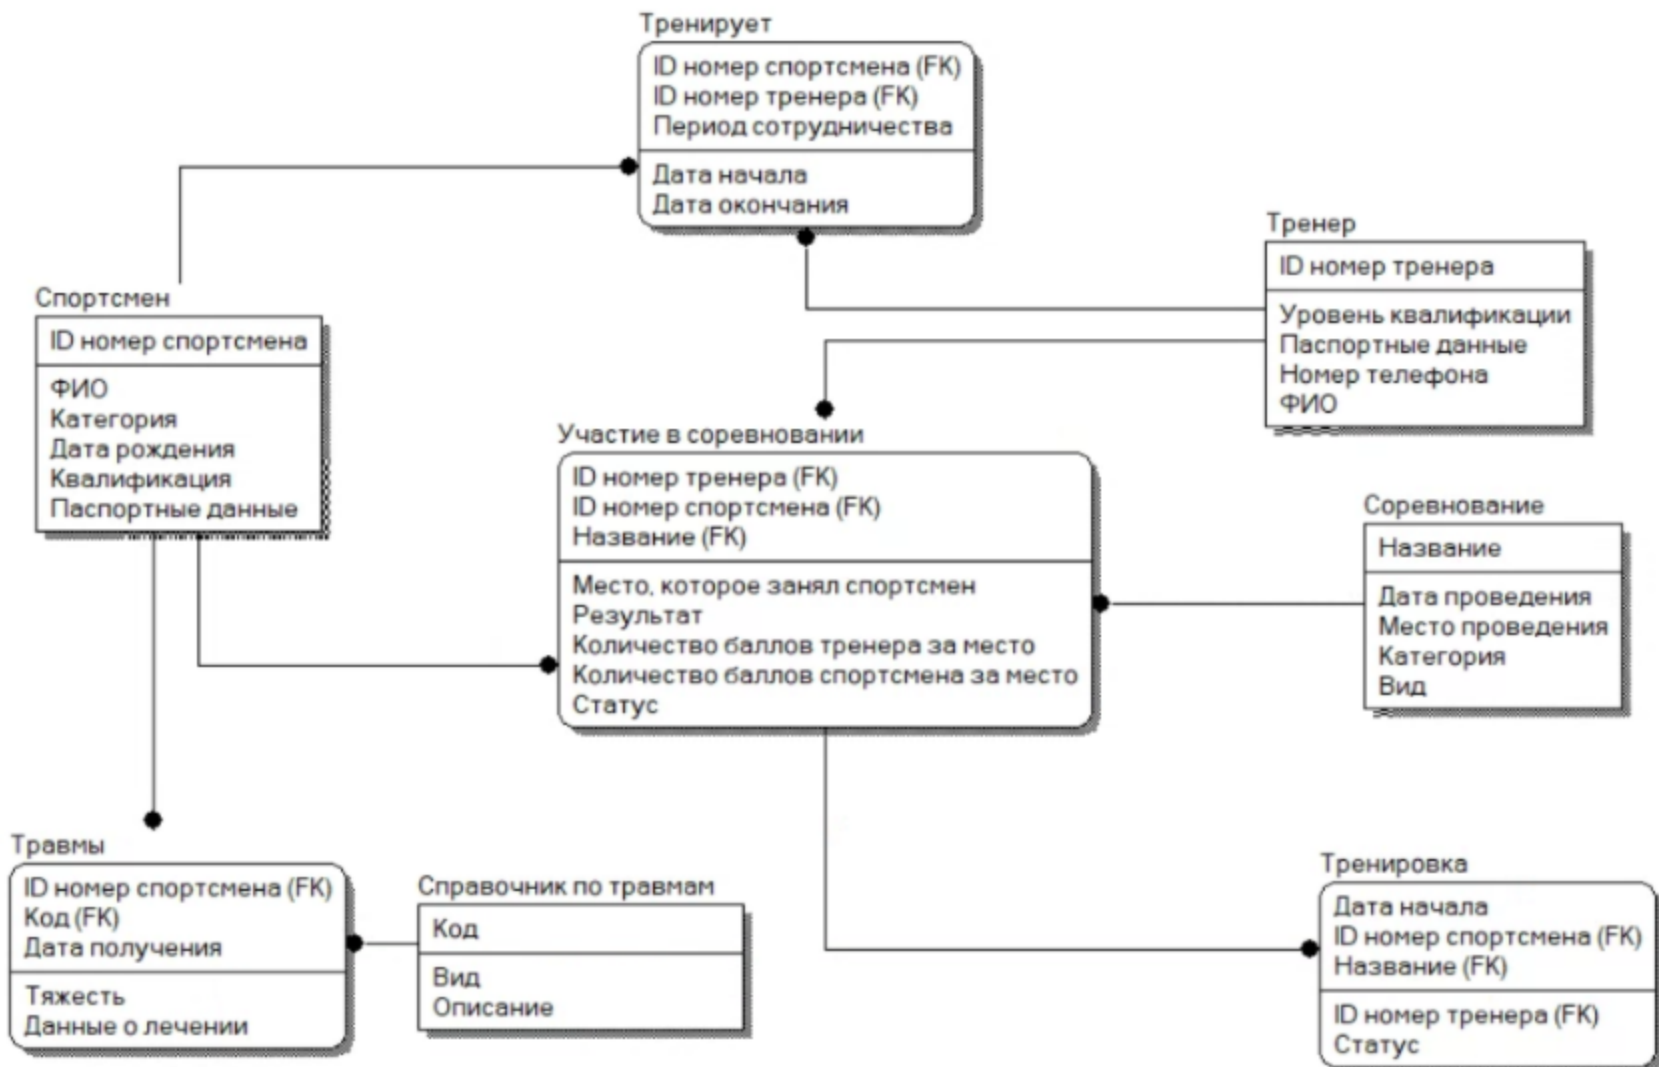 Тренирует
ID номер спортсмена (FK)
ID номер тренера (FK)
Период сотрудничества
Дата начала
Дата окончания
Тренер
ID номер тренера
Уровень квалификации
Паспортные данные
Номер телефона
ФИО
Спортсмен
ID номер спортсмена
ФИО
Категория
Дата рождения
Квалификация
Паспортные данные
Участие в соревновании
ID номер тренера (FK)
ID номер спортсмена (FK)
Название (FK)
Место, которое занял спортсмен
Результат
Количество баллов тренера за место
Количество баллов спортсмена за место
Статус
Соревнование
Название
Дата проведения
Место проведения
Категория
Вид
Травмы
ID номер спортсмена (FK)
Код (FK)
Дата получения
Тяжесть
Данные о лечении
Справочник по травмам
Код
Вид
Описание
Тренировка
Дата начала
ID номер спортсмена (FK)
Название (FK)
ID номер тренера (FK)
Статус